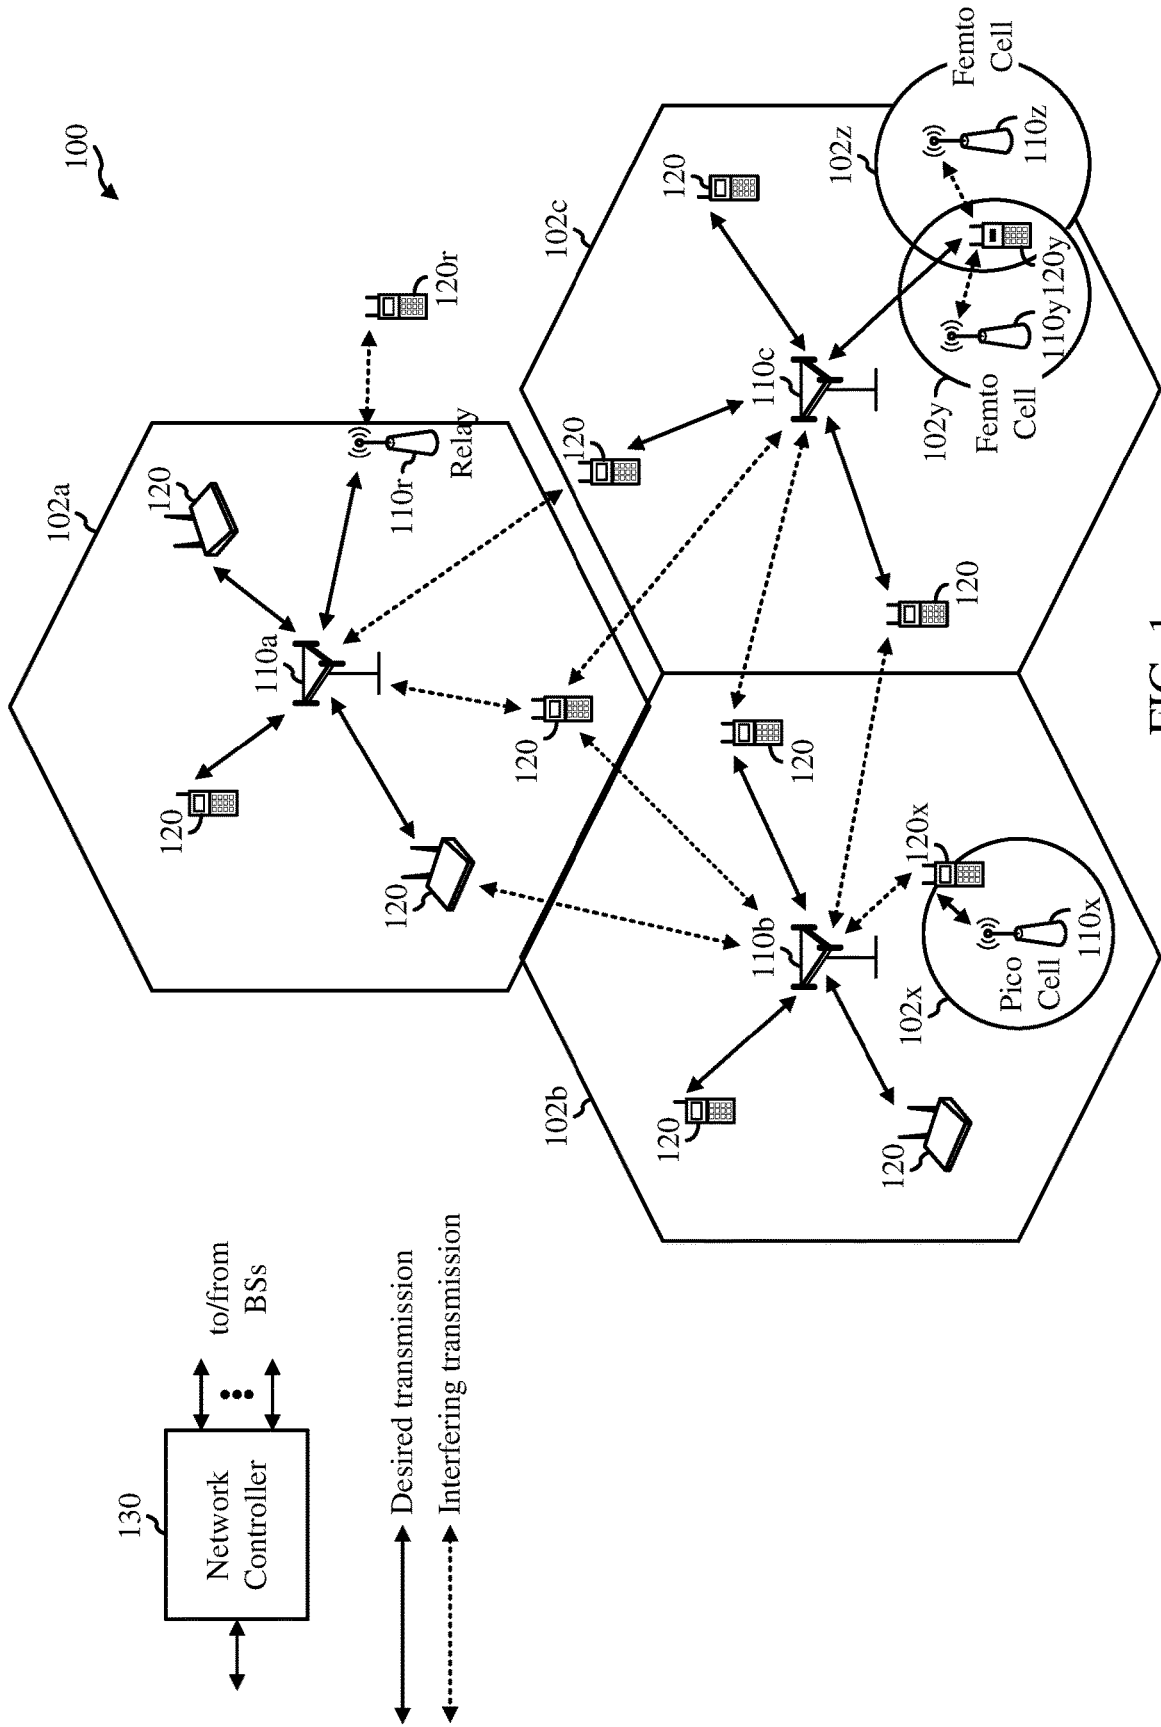 102a
100
130
120
120
Network
Controller
to/from
BSs
110a
120
Desired transmission
110r
120r
Interfering transmission
Relay
120
102b
102c
120
120
120
110b
110c
120
102z
120
120
102x
120x
120
102y
Femto
Cell
Pico
Cell
Femto
Cell
110x
110y
120y
110z
FIG. 1